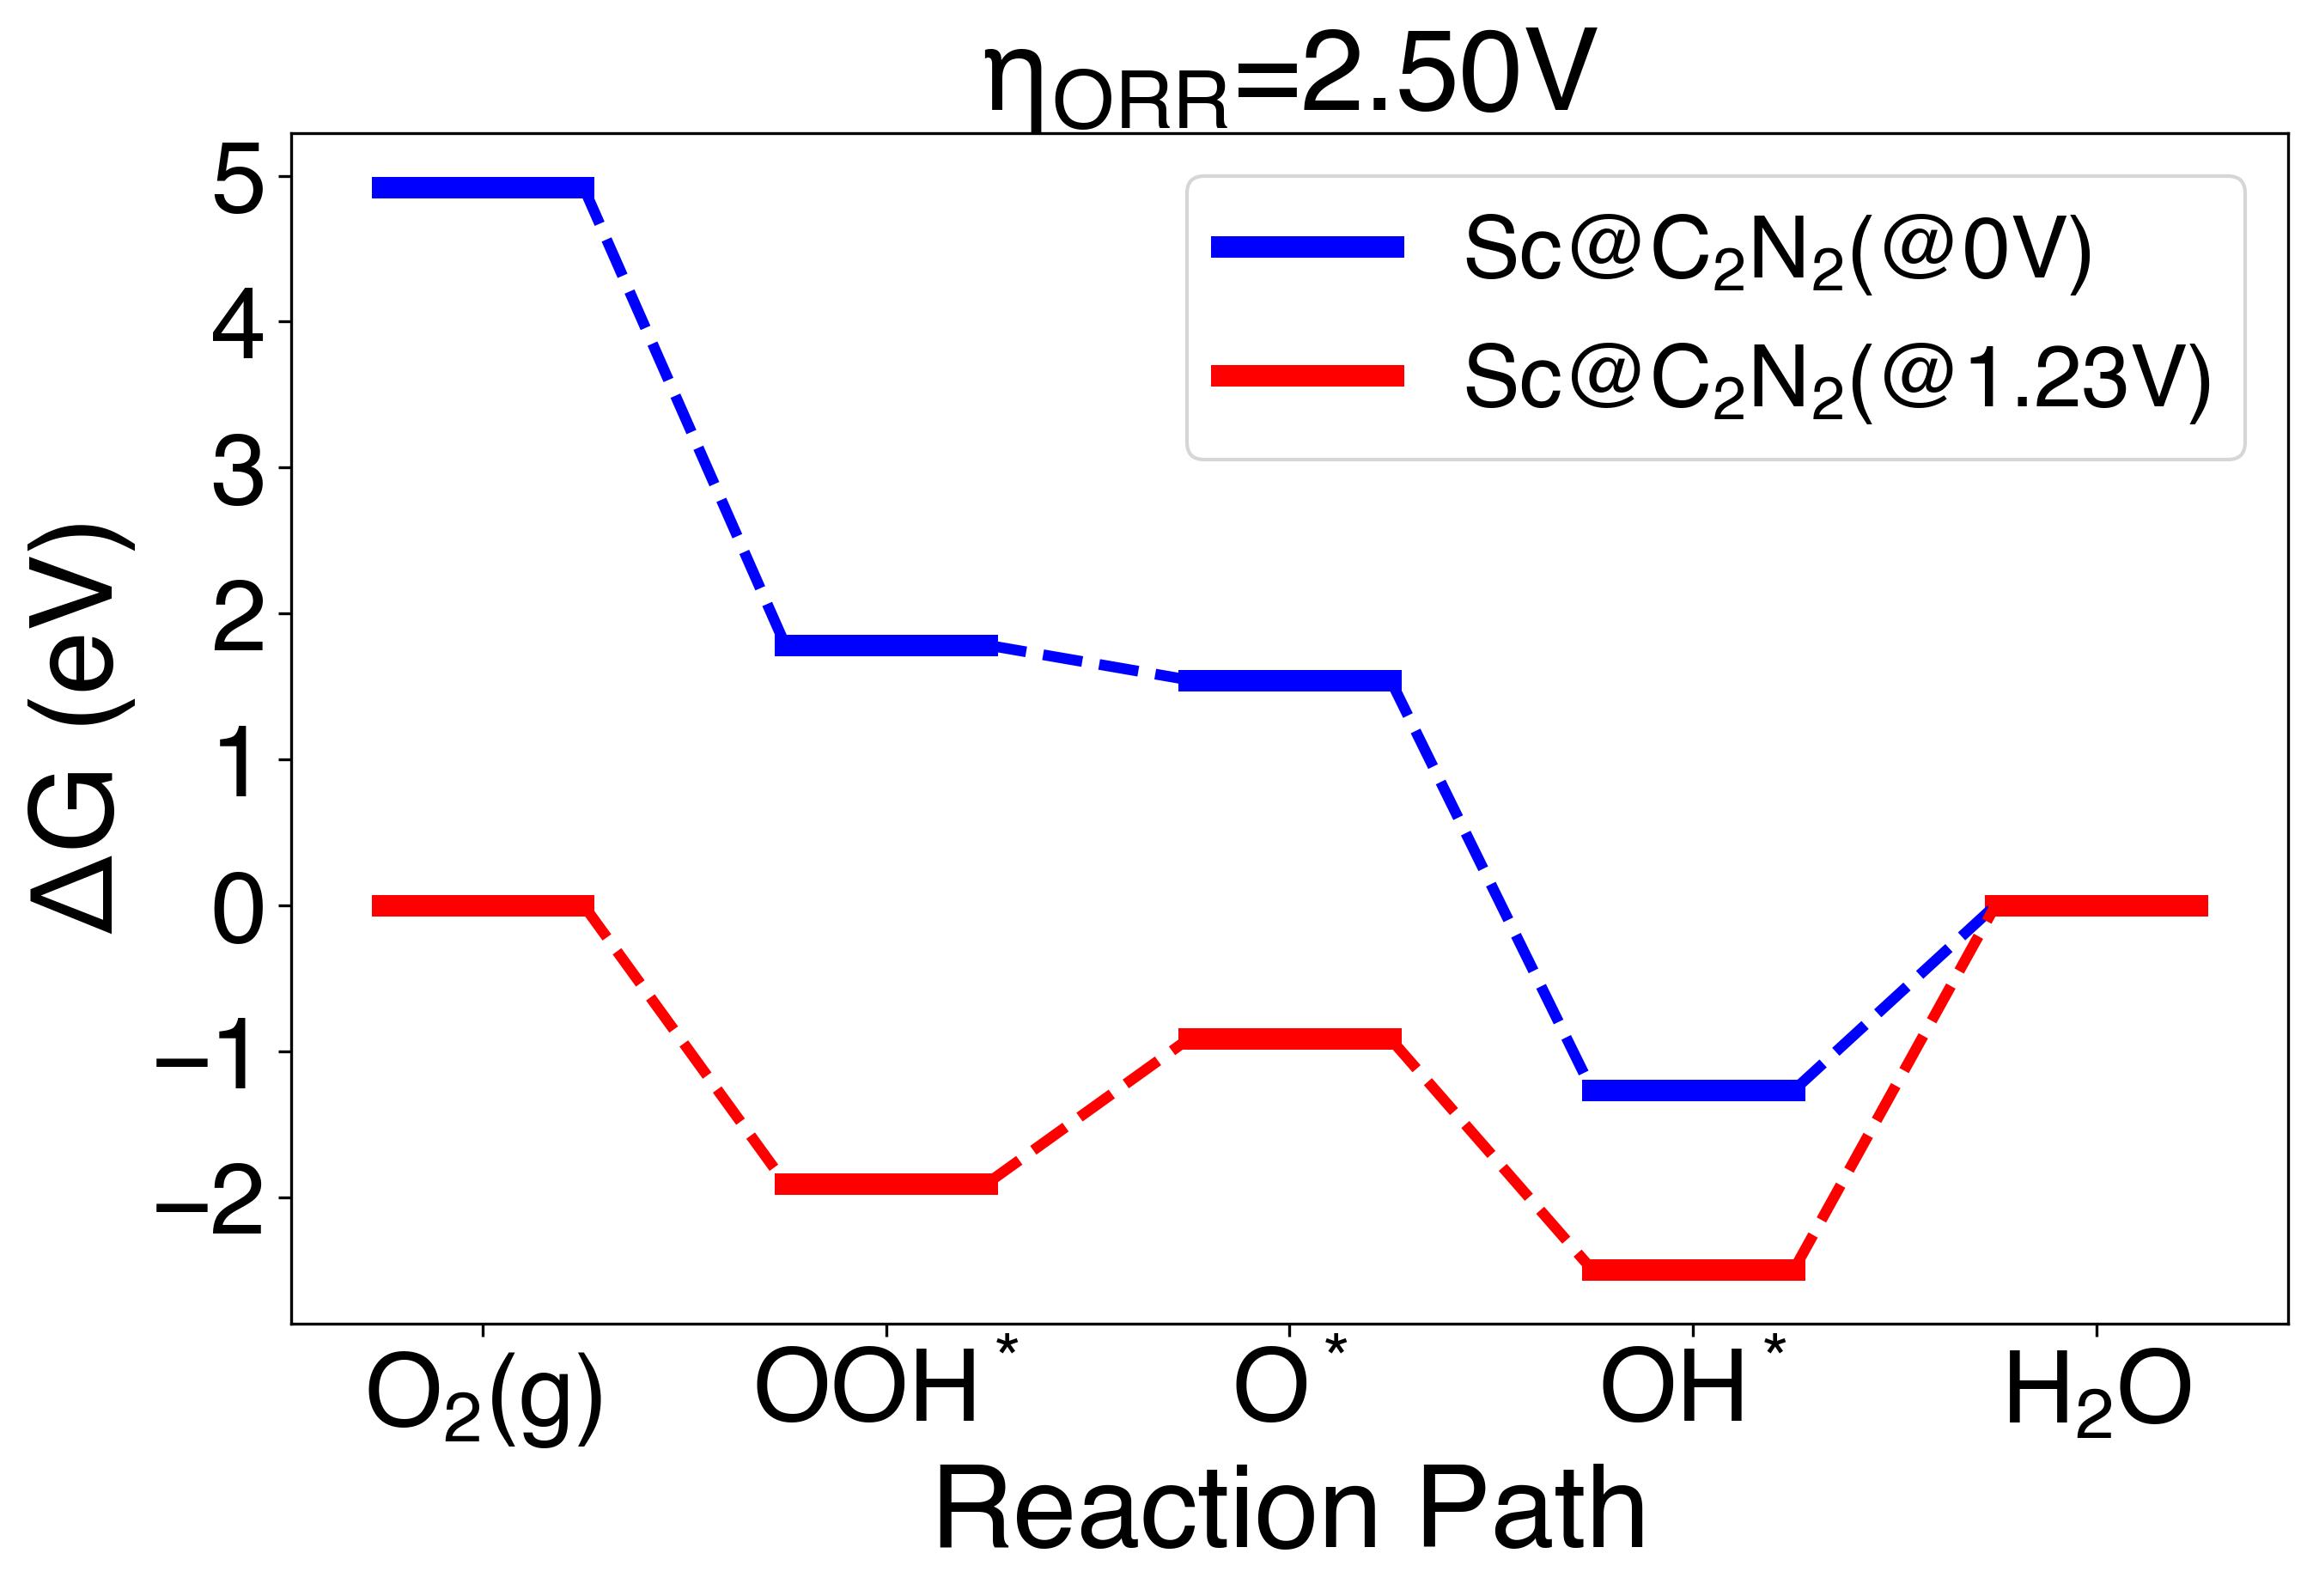 η_ORR=2.50V
Sc@C₂N₂(@0V)
Sc@C₂N₂(@1.23V)
ΔG (eV)
5
4
3
2
1
0
−1
−2
O₂(g) OOH* O* OH* H₂O
Reaction Path